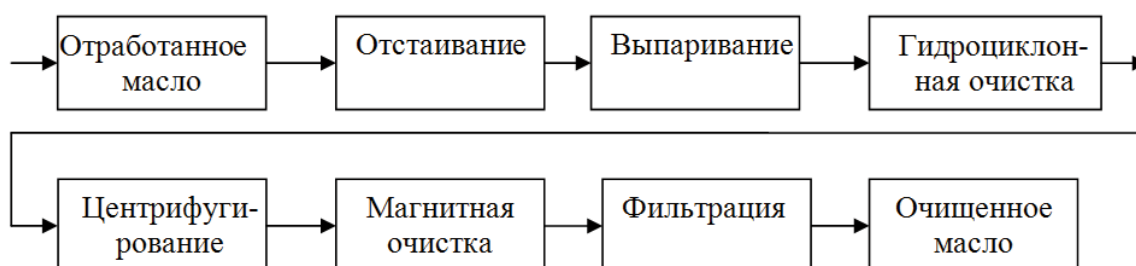 Отработанное
масло
Отстаивание
Выпаривание
Гидроциклон-
ная очистка
Центрифуги-
рование
Магнитная
очистка
Фильтрация
Очищенное
масло